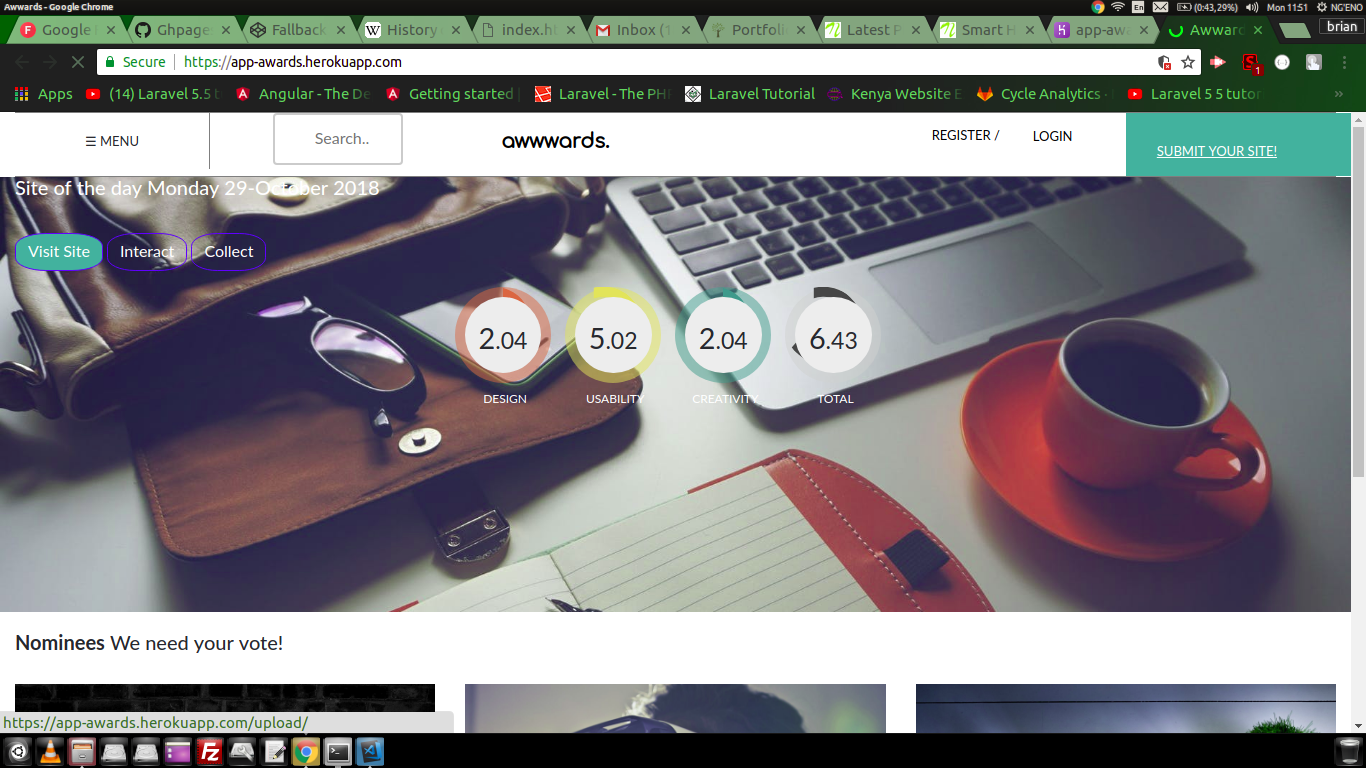 Awwards - Google Chrome
En (0:43,29%) Mon 11:51 NG'ENO
Google Ghpage Fallback History index.h Inbox (1 Portfoli Latest P Smart H app-aw Awward brian
Secure https://app-awards.herokuapp.com
Apps (14) Laravel 5.5 t Angular - The De Getting started Laravel - The PH Laravel Tutorial Kenya Website E Cycle Analytics · Laravel 5 5 tutor »
☰ MENU Search.. awwwards. REGISTER / LOGIN SUBMIT YOUR SITE!
Site of the day Monday 29-October 2018
Visit Site Interact Collect
2.04 5.02 2.04 6.43
DESIGN USABILITY CREATIVITY TOTAL
Nominees We need your vote!
https://app-awards.herokuapp.com/upload/